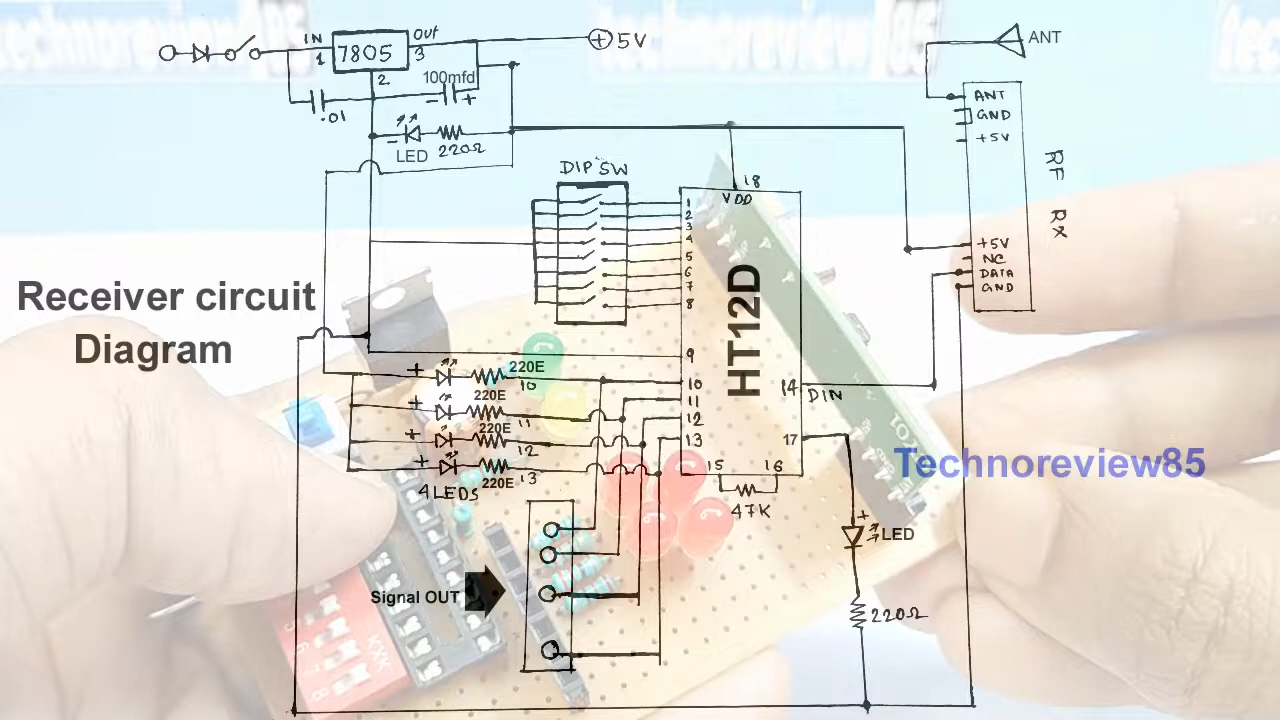 technoreview85
IN
1
7805
OUT
3
2
+ 5V
.01
100mfd
- +
-
LED
220Ω
ANT
ANT
GND
+5V
RF RX
+5V
NC
DATA
GND
DIP SW
18
VDD
1
2
3
4
5
6
7
8
9
10
11
12
13
HT12D
14
DIN
17
15
16
47K
Receiver circuit
Diagram
+
220E
10
+
220E
11
+
220E
12
+
220E
13
4LEDS
Signal OUT
+
LED
220Ω
Technoreview85